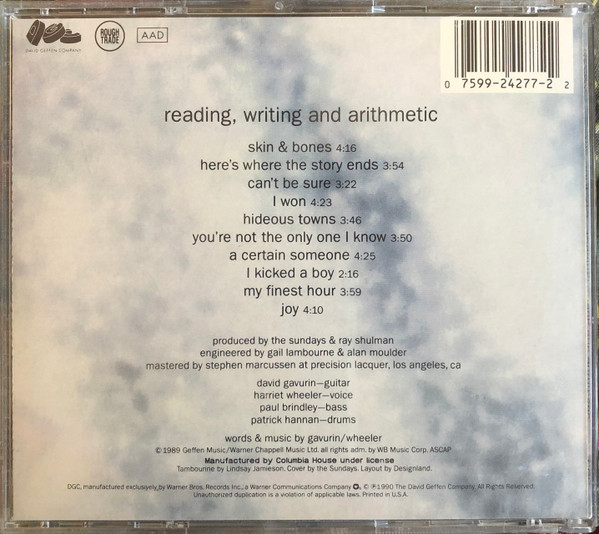 DAVID GEFFEN COMPANY
ROUGH TRADE
AAD
0 7599-24277-2 2
reading, writing and arithmetic
skin & bones 4:16
here's where the story ends 3:54
can't be sure 3:22
I won 4:23
hideous towns 3:46
you're not the only one I know 3:50
a certain someone 4:25
I kicked a boy 2:16
my finest hour 3:59
joy 4:10
produced by the sundays & ray shulman
engineered by gail lambourne & alan moulder
mastered by stephen marcussen at precision lacquer, los angeles, ca
david gavurin—guitar
harriet wheeler—voice
paul brindley—bass
patrick hannan—drums
words & music by gavurin/wheeler
© 1989 Geffen Music/Warner Chappell Music Ltd. all rights adm. by WB Music Corp. ASCAP
Manufactured by Columbia House under license
Tambourine by Lindsay Jamieson. Cover by the Sundays. Layout by Designland.
DGC, manufactured exclusively by Warner Bros. Records Inc., a Warner Communications Company. © ℗ 1990 The David Geffen Company. All Rights Reserved.
Unauthorized duplication is a violation of applicable laws. Printed in U.S.A.